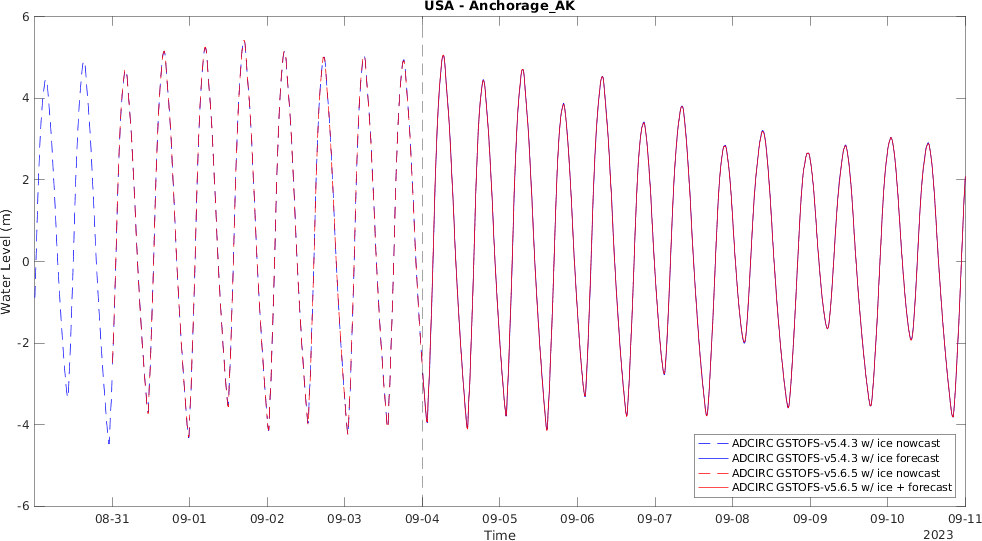 USA - Anchorage_AK
Water Level (m)
6
4
2
0
-2
-4
-6
08-31 09-01 09-02 09-03 09-04 09-05 09-06 09-07 09-08 09-09 09-10 09-11
Time
2023
ADCIRC GSTOFS-v5.4.3 w/ ice nowcast
ADCIRC GSTOFS-v5.4.3 w/ ice forecast
ADCIRC GSTOFS-v5.6.5 w/ ice nowcast
ADCIRC GSTOFS-v5.6.5 w/ ice + forecast